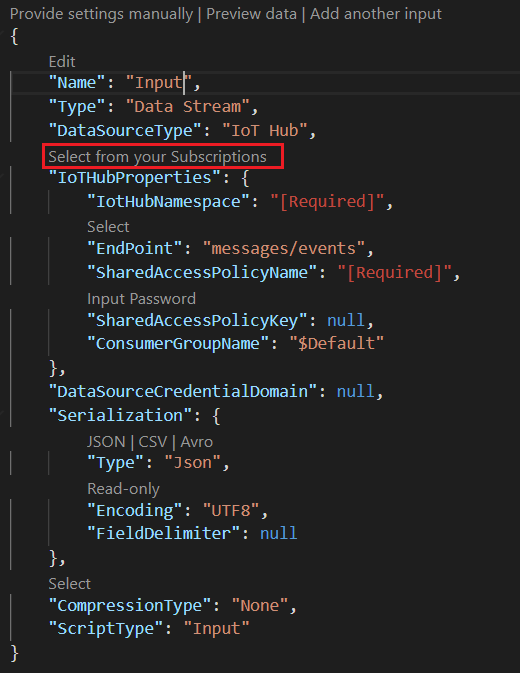 Provide settings manually | Preview data | Add another input
{
Edit
"Name": "Input",
"Type": "Data Stream",
"DataSourceType": "IoT Hub",
Select from your Subscriptions
"IoTHubProperties": {
"IotHubNamespace": "[Required]",
Select
"EndPoint": "messages/events",
"SharedAccessPolicyName": "[Required]",
Input Password
"SharedAccessPolicyKey": null,
"ConsumerGroupName": "$Default"
},
"DataSourceCredentialDomain": null,
"Serialization": {
JSON | CSV | Avro
"Type": "Json",
Read-only
"Encoding": "UTF8",
"FieldDelimiter": null
},
Select
"CompressionType": "None",
"ScriptType": "Input"
}